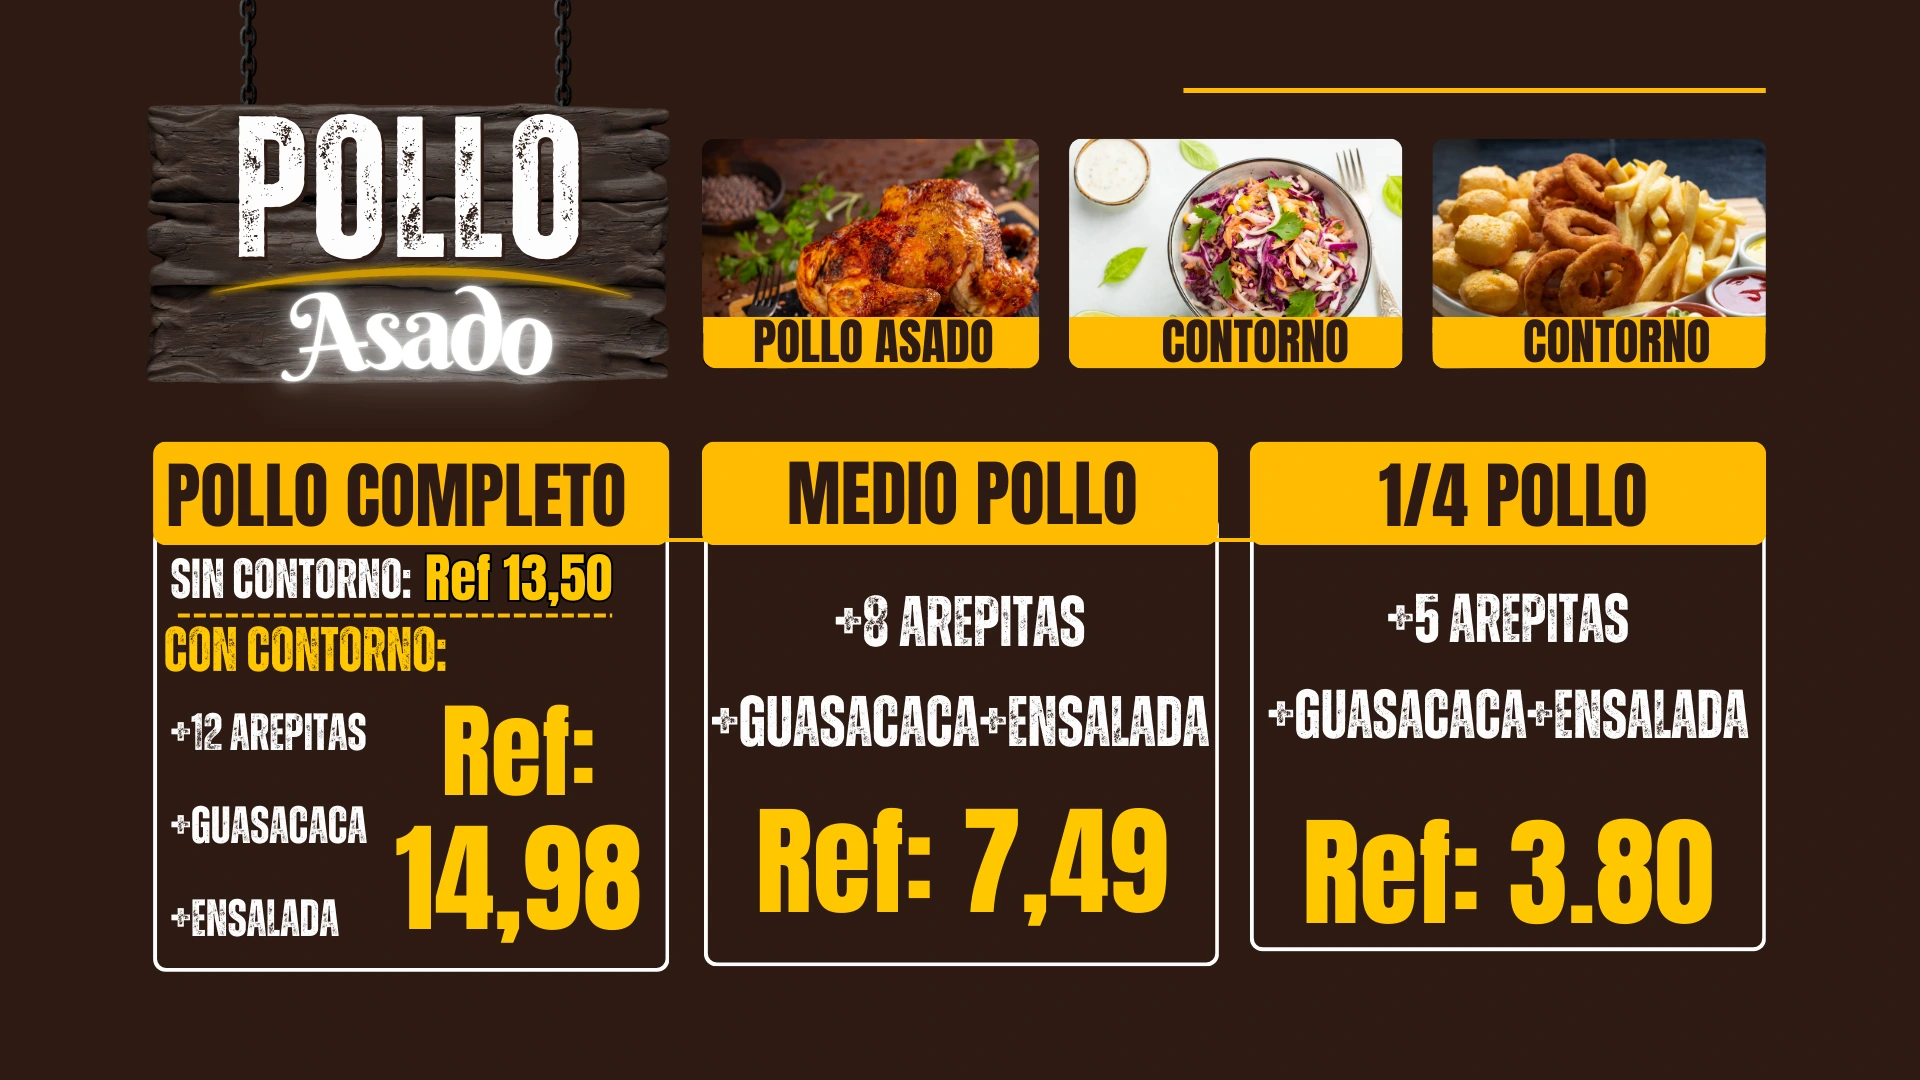 POLLO
Asado
POLLO ASADO
CONTORNO
CONTORNO
POLLO COMPLETO
SIN CONTORNO: Ref 13,50
CON CONTORNO:
+12 AREPITAS
+GUASACACA
+ENSALADA
Ref:
14,98
MEDIO POLLO
+8 AREPITAS
+GUASACACA+ENSALADA
Ref: 7,49
1/4 POLLO
+5 AREPITAS
+GUASACACA+ENSALADA
Ref: 3.80